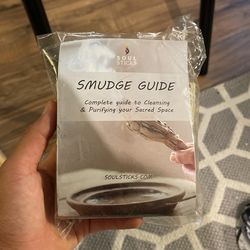 SOUL
STICKS
SMUDGE GUIDE
Complete guide to Cleansing
& Purifying your Sacred Space
SOULSTICKS.COM